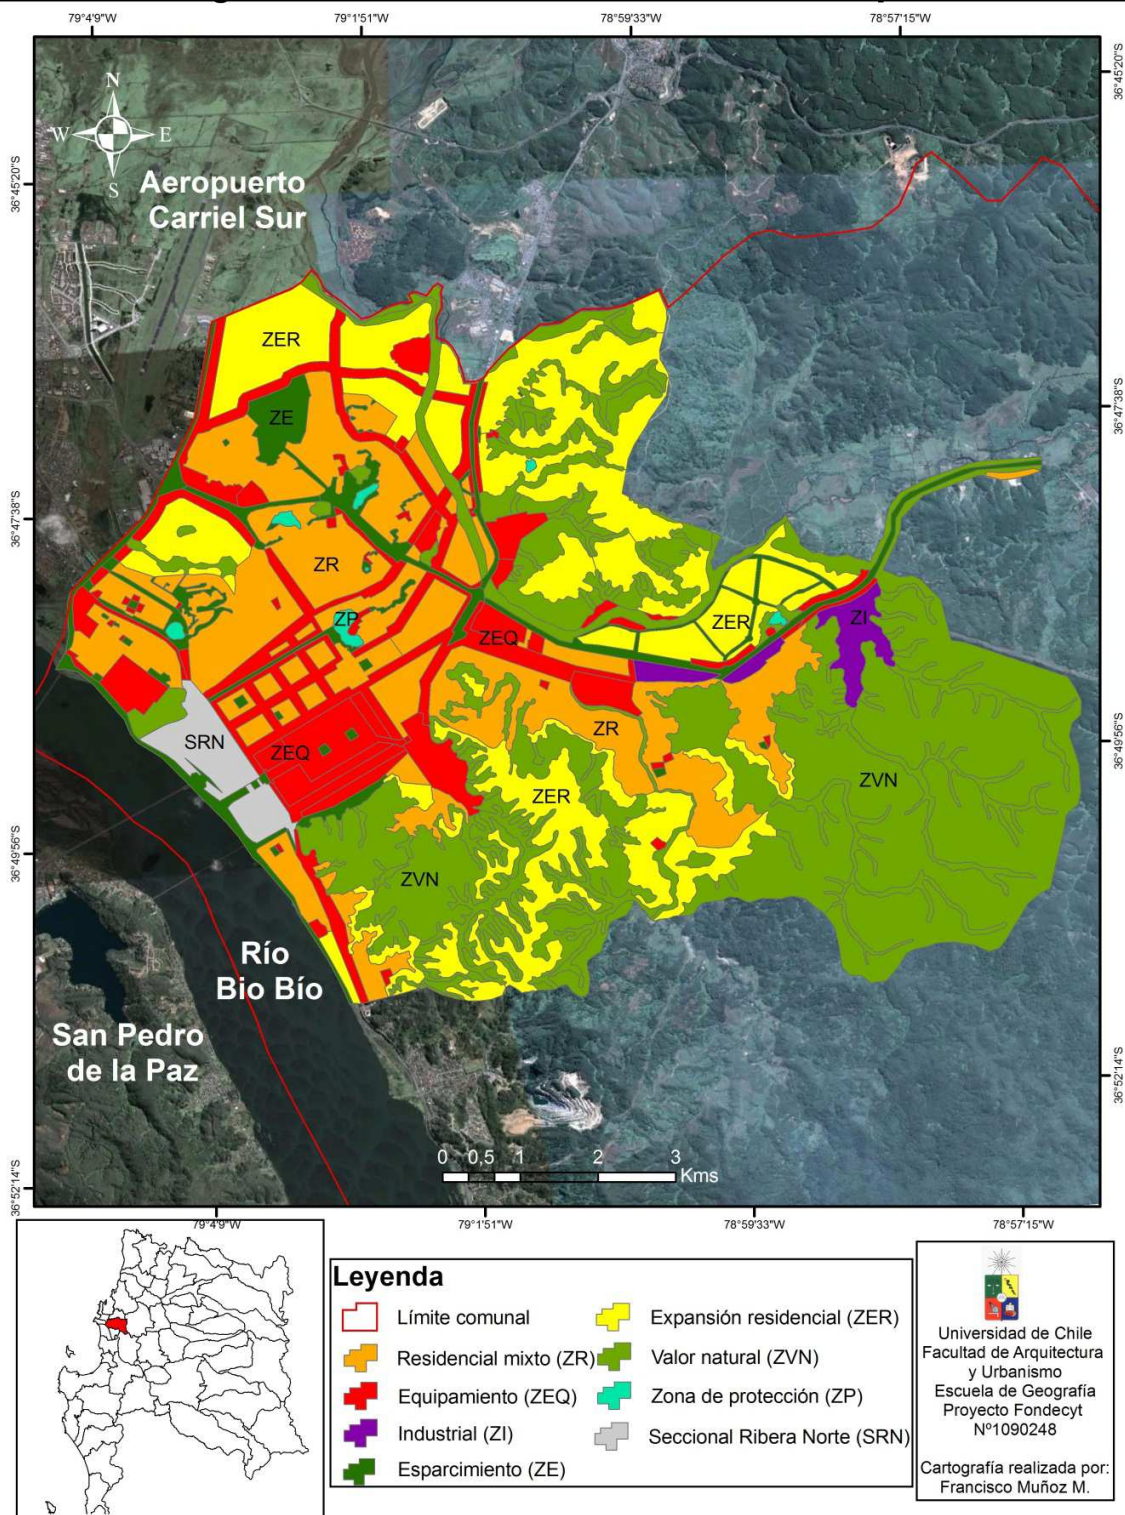 79°4'9"W
79°1'51"W
78°59'33"W
78°57'15"W
36°45'20"S
36°45'20"S
N
W
E
S
Aeropuerto
Carriel Sur
ZER
36°47'38"S
ZE
36°47'38"S
ZR
ZP
ZEQ
ZER
ZI
SRN
ZEQ
ZR
36°49'56"S
ZER
ZVN
36°49'56"S
ZVN
Río
Bio Bío
San Pedro
de la Paz
36°52'14"S
0 0,5 1 2 3
Kms
36°52'14"S
79°4'9"W
79°1'51"W
78°59'33"W
78°57'15"W
Leyenda
Límite comunal
Expansión residencial (ZER)
Residencial mixto (ZR)
Valor natural (ZVN)
Equipamiento (ZEQ)
Zona de protección (ZP)
Industrial (ZI)
Seccional Ribera Norte (SRN)
Esparcimiento (ZE)
Universidad de Chile
Facultad de Arquitectura
y Urbanismo
Escuela de Geografía
Proyecto Fondecyt
Nº1090248
Cartografía realizada por:
Francisco Muñoz M.